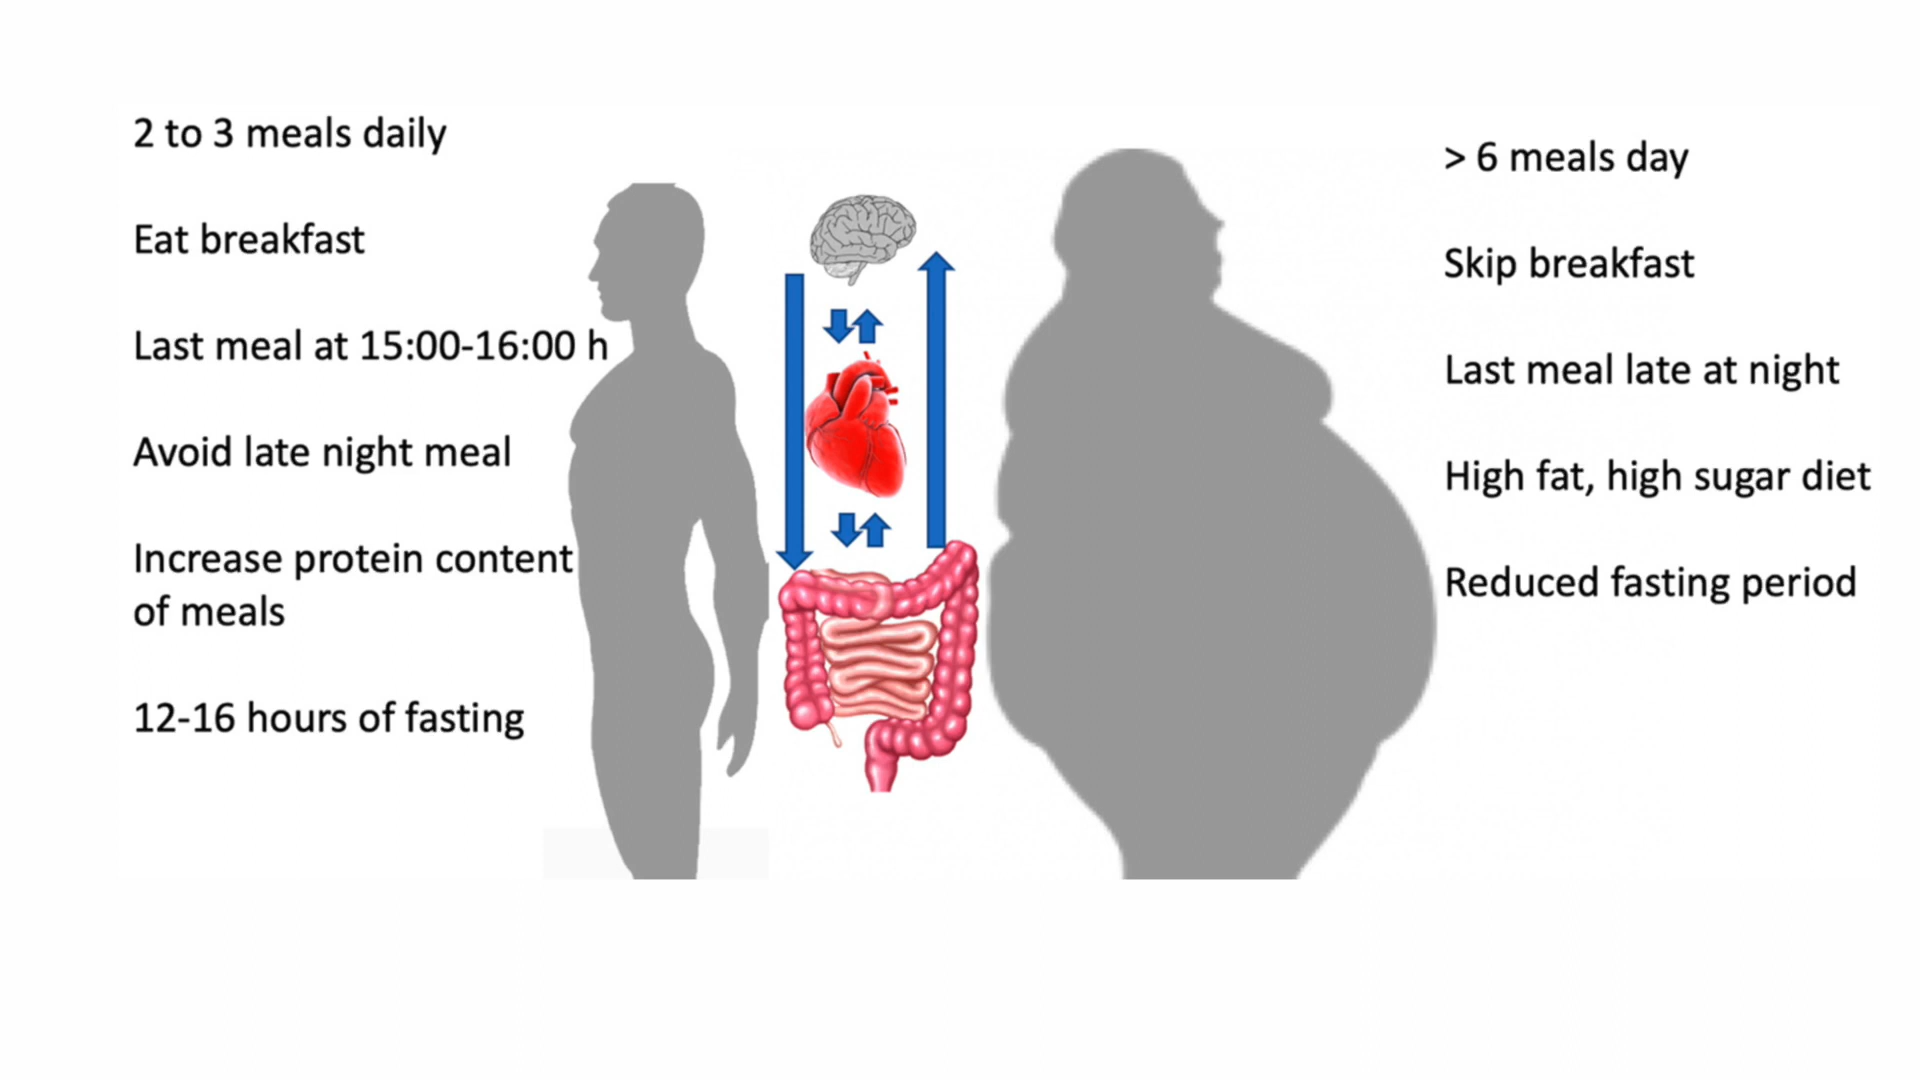 2 to 3 meals daily
Eat breakfast
Last meal at 15:00-16:00 h
Avoid late night meal
Increase protein content
of meals
12-16 hours of fasting
> 6 meals day
Skip breakfast
Last meal late at night
High fat, high sugar diet
Reduced fasting period